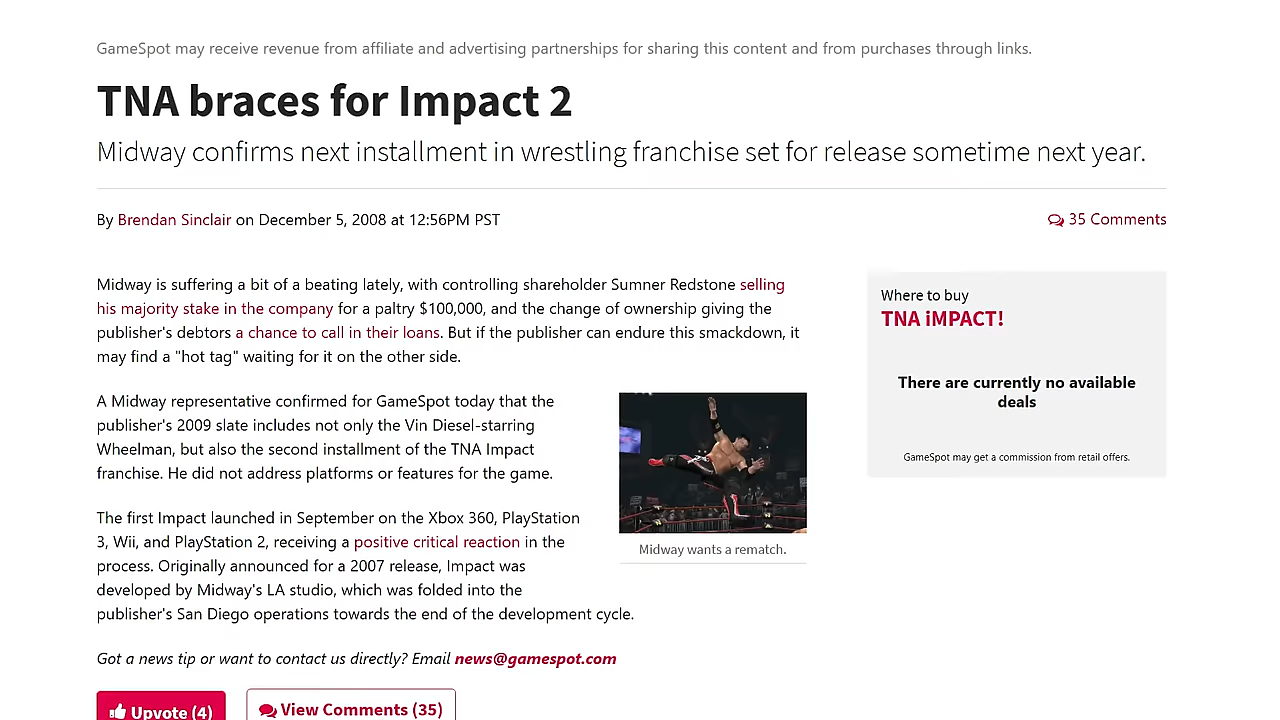 GameSpot may receive revenue from affiliate and advertising partnerships for sharing this content and from purchases through links.
TNA braces for Impact 2
Midway confirms next installment in wrestling franchise set for release sometime next year.
By Brendan Sinclair on December 5, 2008 at 12:56PM PST
35 Comments
Midway is suffering a bit of a beating lately, with controlling shareholder Sumner Redstone selling
his majority stake in the company for a paltry $100,000, and the change of ownership giving the
publisher's debtors a chance to call in their loans. But if the publisher can endure this smackdown, it
may find a "hot tag" waiting for it on the other side.
A Midway representative confirmed for GameSpot today that the
publisher's 2009 slate includes not only the Vin Diesel-starring
Wheelman, but also the second installment of the TNA Impact
franchise. He did not address platforms or features for the game.
The first Impact launched in September on the Xbox 360, PlayStation
3, Wii, and PlayStation 2, receiving a positive critical reaction in the
process. Originally announced for a 2007 release, Impact was
developed by Midway's LA studio, which was folded into the
publisher's San Diego operations towards the end of the development cycle.
Midway wants a rematch.
Got a news tip or want to contact us directly? Email news@gamespot.com
Upvote (4)
View Comments (35)
Where to buy
TNA iMPACT!
There are currently no available
deals
GameSpot may get a commission from retail offers.